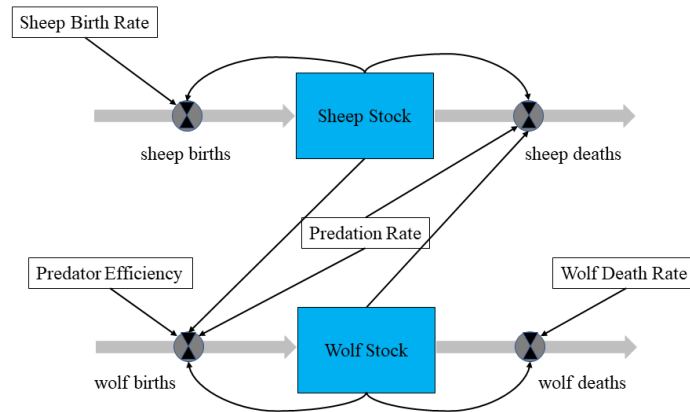 Sheep Birth Rate
Sheep Stock
sheep births
sheep deaths
Predation Rate
Predator Efficiency
Wolf Death Rate
Wolf Stock
wolf births
wolf deaths